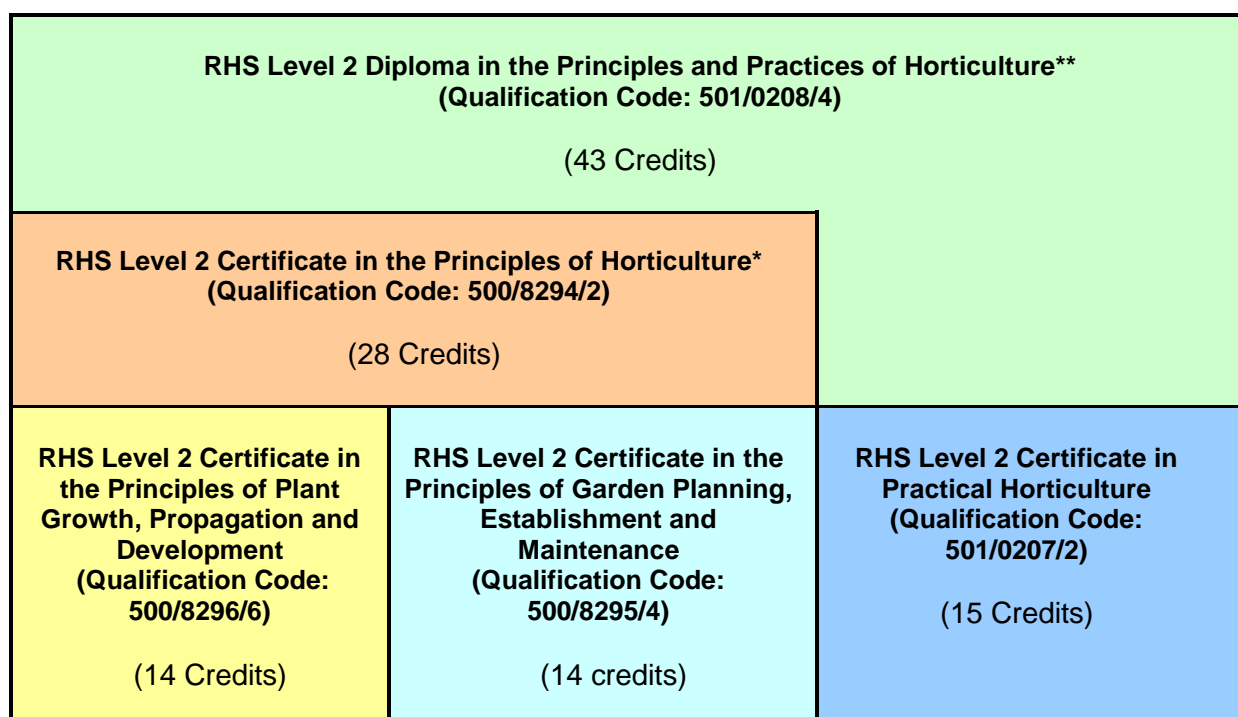 RHS Level 2 Diploma in the Principles and Practices of Horticulture**
(Qualification Code: 501/0208/4)
(43 Credits)
RHS Level 2 Certificate in the Principles of Horticulture*
(Qualification Code: 500/8294/2)
(28 Credits)
RHS Level 2 Certificate in
the Principles of Plant
Growth, Propagation and
Development
(Qualification Code:
500/8296/6)
(14 Credits)
RHS Level 2 Certificate in the
Principles of Garden Planning,
Establishment and
Maintenance
(Qualification Code:
500/8295/4)
(14 credits)
RHS Level 2 Certificate in
Practical Horticulture
(Qualification Code:
501/0207/2)
(15 Credits)